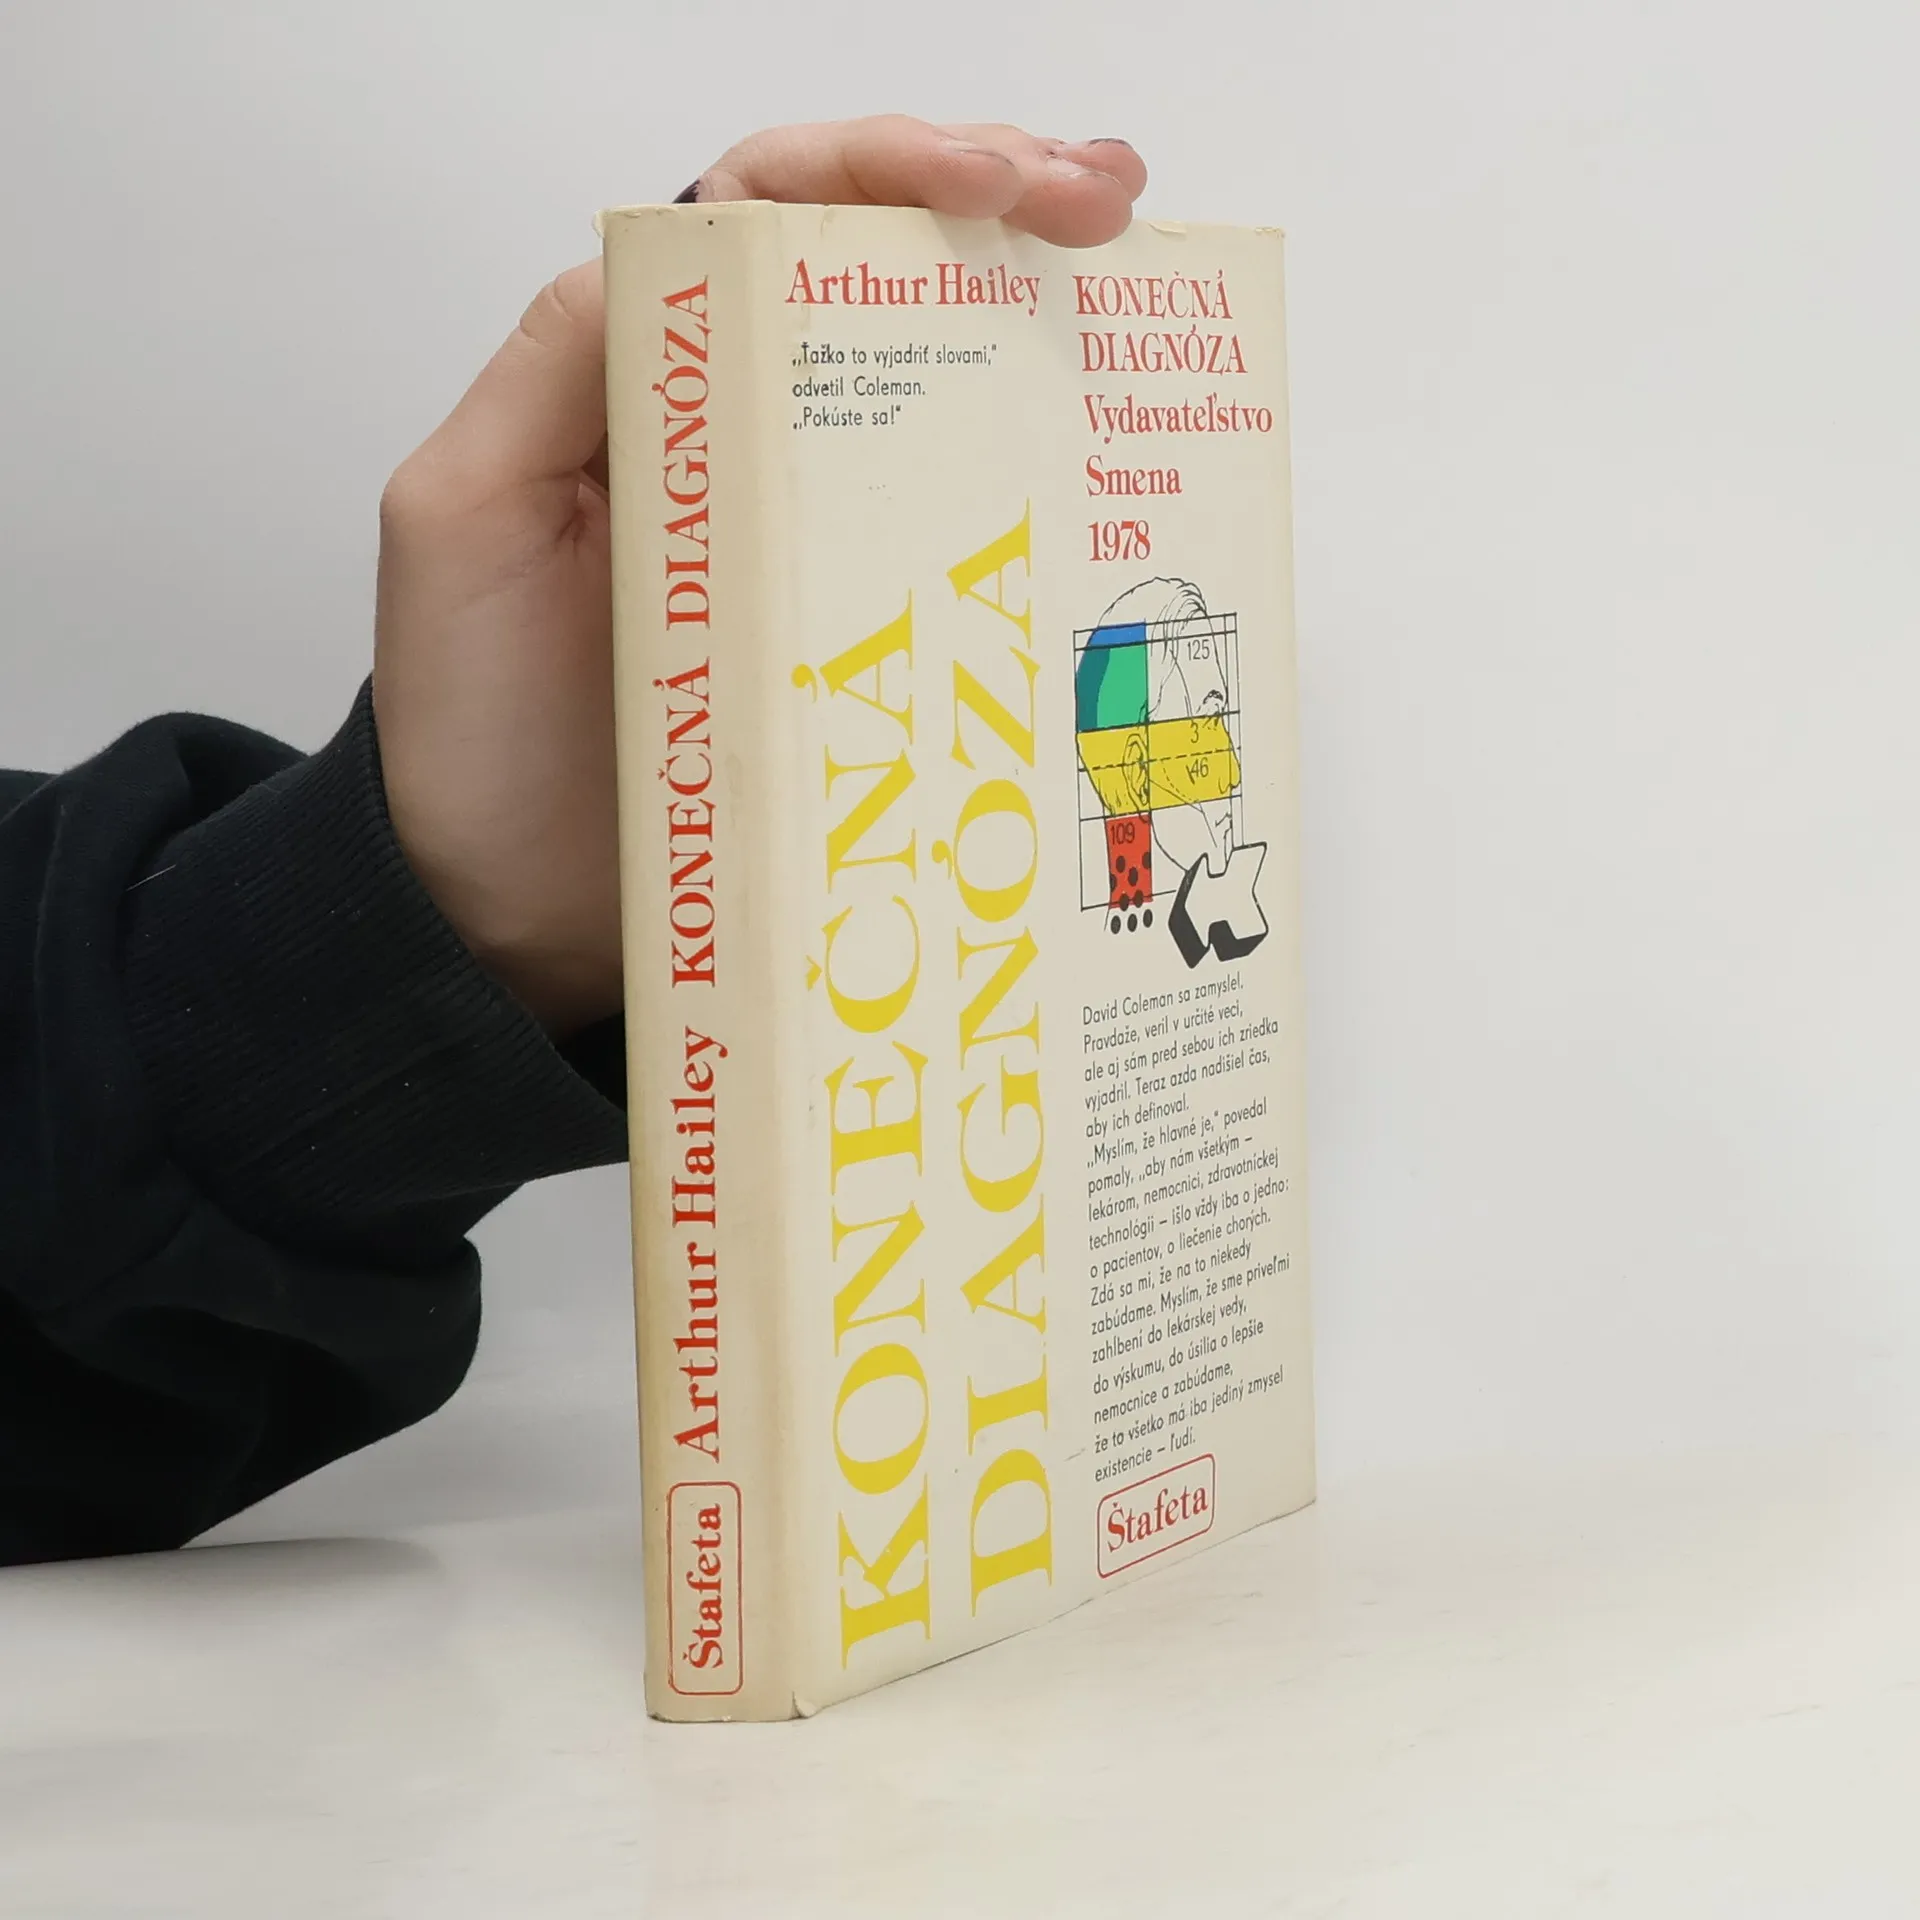 Štafeta Arthur Hailey KONEČNÁ DIAGNÓZA
Arthur Hailey
„Ťažko to vyjadriť slovami,“
odvetil Coleman.
„Pokúste sa!“
KONEČNÁ
DIAGNÓZA
KONEČNÁ
DIAGNÓZA
Vydavateľstvo
Smena
1978
125
3
46
109
David Coleman sa zamyslel.
Pravdaže, veril v určité veci,
ale aj sám pred sebou ich zriedka
vyjadril. Teraz azda nadišiel čas,
aby ich definoval.
„Myslím, že hlavné je,“ povedal
pomaly, „aby nám všetkým –
lekárom, nemocnici, zdravotníckej
technológii – išlo vždy iba o jedno:
o pacientov, o liečenie chorých.
Zdá sa mi, že na to niekedy
zabúdame. Myslím, že sme priveľmi
zahĺbení do lekárskej vedy,
do výskumu, do úsilia o lepšie
nemocnice a zabúdame,
že to všetko má iba jediný zmysel
existencie – ľudí.
Štafeta